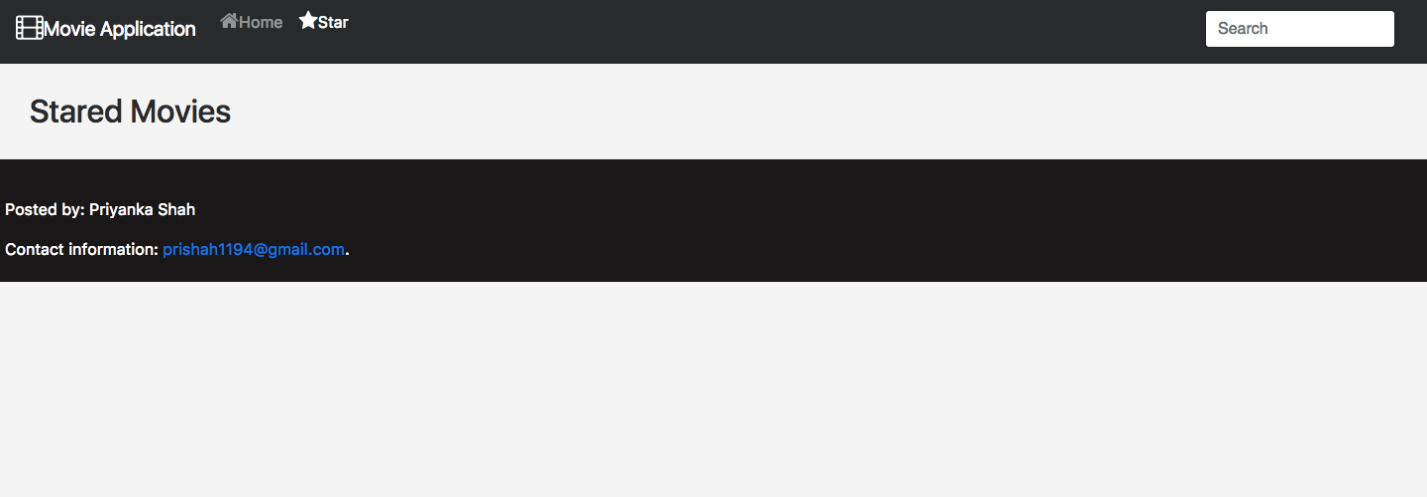 Movie Application Home Star Search
Stared Movies
Posted by: Priyanka Shah
Contact information: prishah1194@gmail.com.